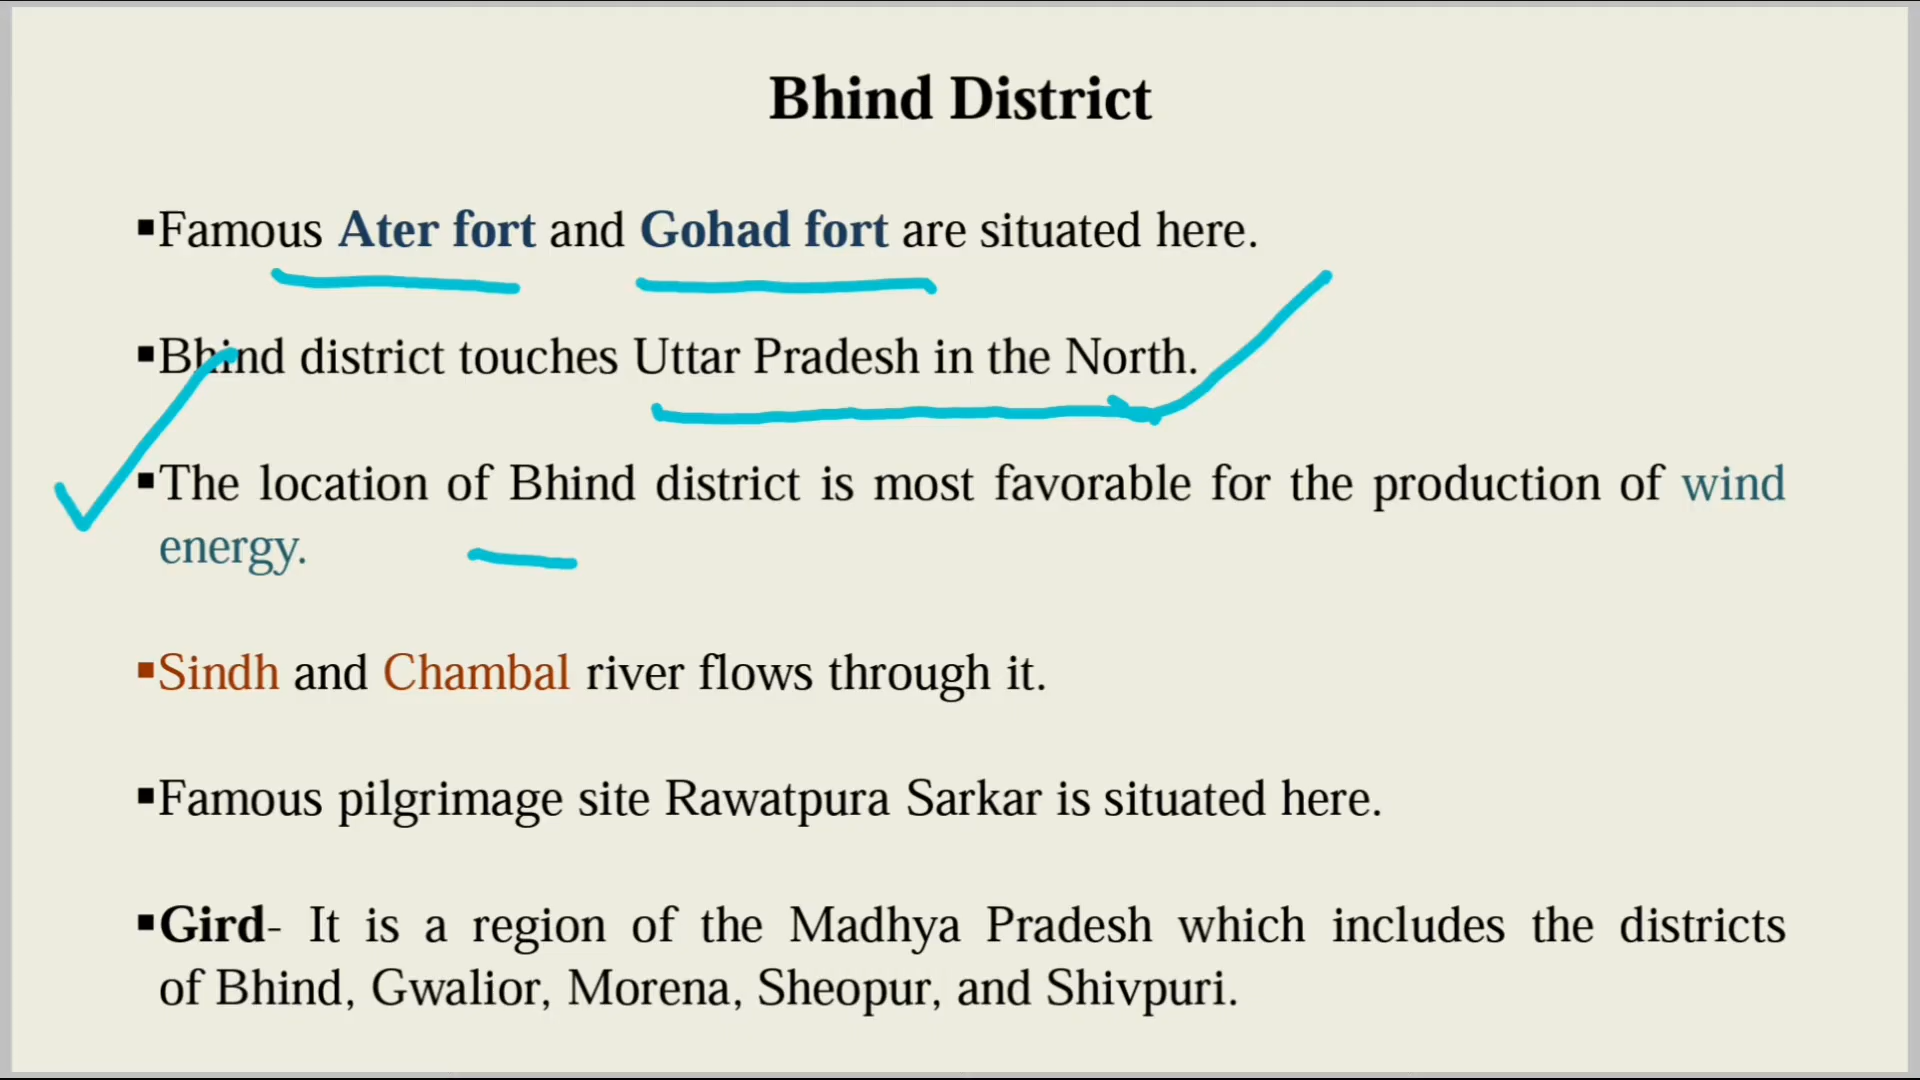 Bhind District
▪Famous Ater fort and Gohad fort are situated here.
▪Bhind district touches Uttar Pradesh in the North.
▪The location of Bhind district is most favorable for the production of wind
energy.
▪Sindh and Chambal river flows through it.
▪Famous pilgrimage site Rawatpura Sarkar is situated here.
▪Gird- It is a region of the Madhya Pradesh which includes the districts
of Bhind, Gwalior, Morena, Sheopur, and Shivpuri.